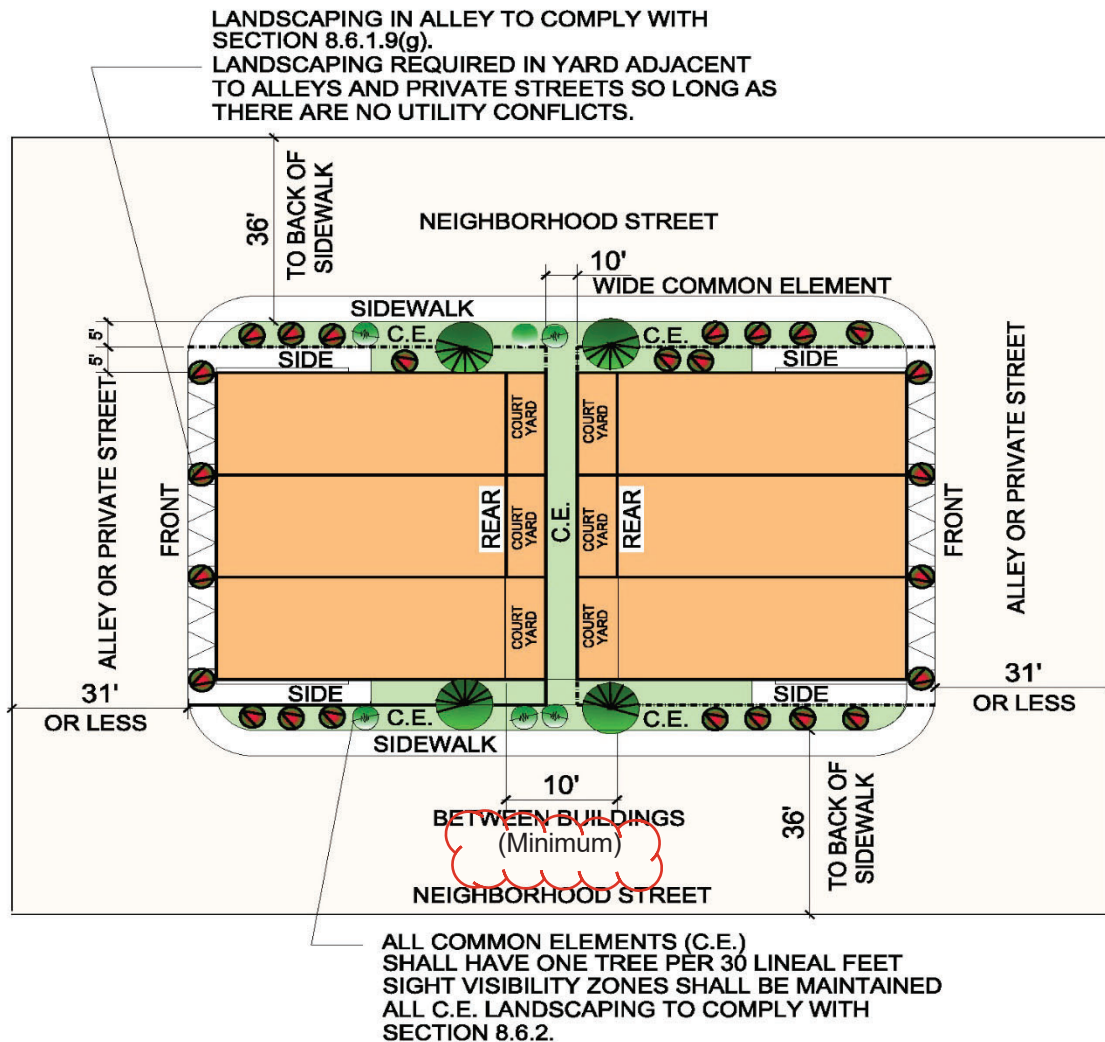 LANDSCAPING IN ALLEY TO COMPLY WITH
SECTION 8.6.1.9(g).
LANDSCAPING REQUIRED IN YARD ADJACENT
TO ALLEYS AND PRIVATE STREETS SO LONG AS
THERE ARE NO UTILITY CONFLICTS.
36'
TO BACK OF
SIDEWALK
NEIGHBORHOOD STREET
10'
WIDE COMMON ELEMENT
SIDEWALK
5'
C.E.
C.E.
5'
SIDE
SIDE
ALLEY OR PRIVATE STREET
FRONT
COURT
YARD
COURT
YARD
REAR
COURT
YARD
C.E.
COURT
YARD
REAR
COURT
YARD
COURT
YARD
FRONT
ALLEY OR PRIVATE STREET
SIDE
SIDE
31'
OR LESS
31'
OR LESS
C.E.
C.E.
SIDEWALK
10'
BETWEEN BUILDINGS
(Minimum)
36'
TO BACK OF
SIDEWALK
NEIGHBORHOOD STREET
ALL COMMON ELEMENTS (C.E.)
SHALL HAVE ONE TREE PER 30 LINEAL FEET
SIGHT VISIBILITY ZONES SHALL BE MAINTAINED
ALL C.E. LANDSCAPING TO COMPLY WITH
SECTION 8.6.2.